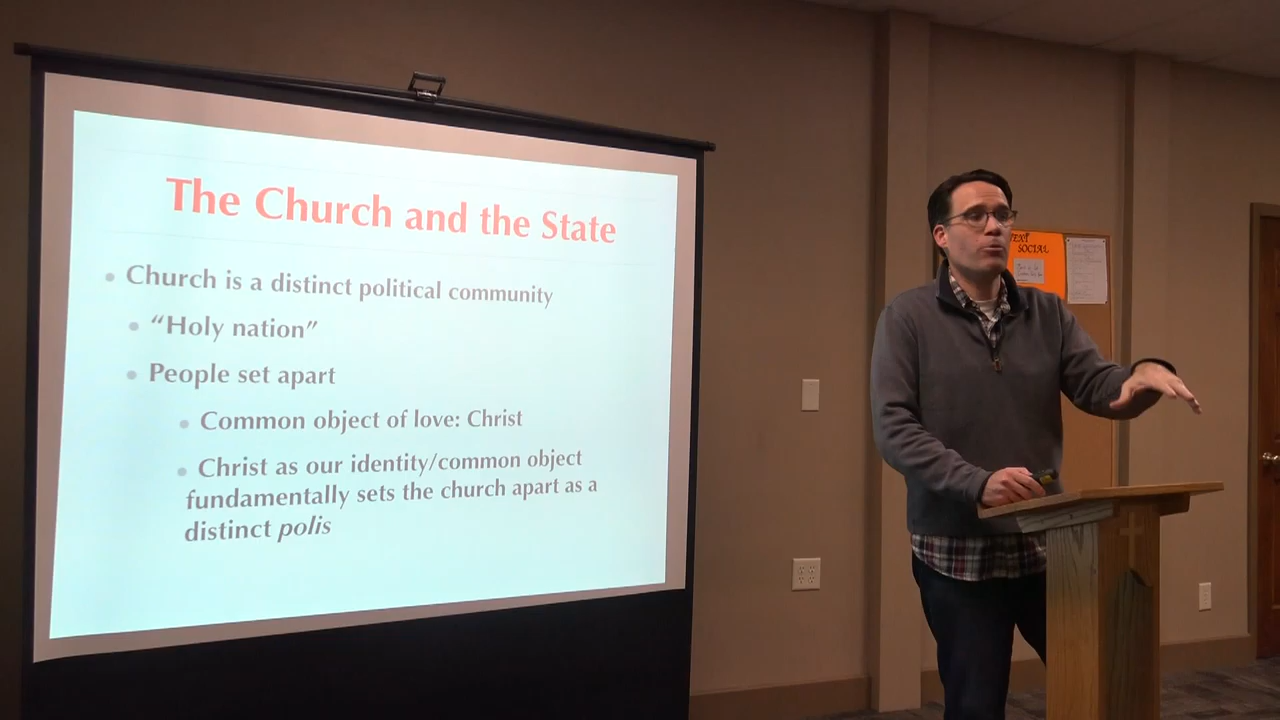 The Church and the State
Church is a distinct political community
“Holy nation”
People set apart
Common object of love: Christ
Christ as our identity/common object
fundamentally sets the church apart as a
distinct polis
SOCIAL